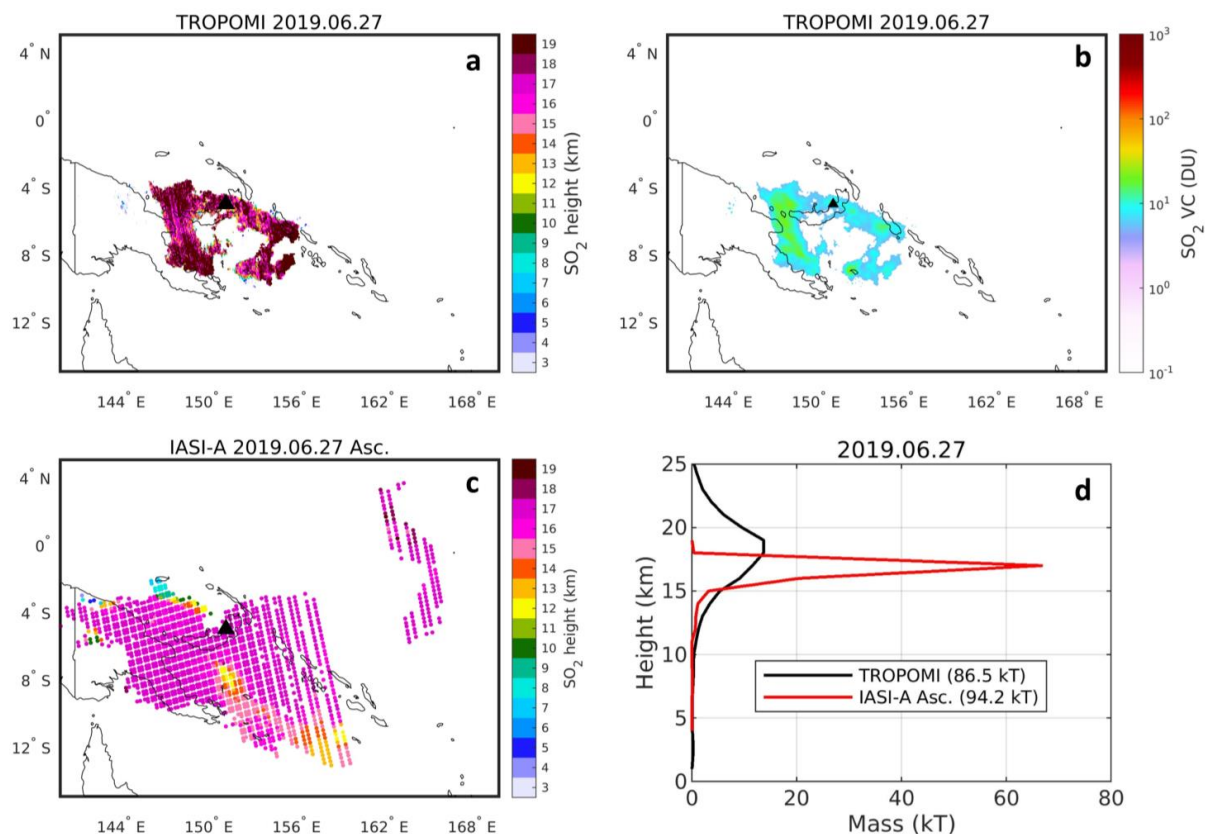 TROPOMI 2019.06.27
a
4° N
0°
4° S
8° S
12° S
144° E
150° E
156° E
162° E
168° E
19
18
17
16
15
14
13
12
11
10
9
8
7
6
5
4
3
SO₂ height (km)
TROPOMI 2019.06.27
b
4° N
0°
4° S
8° S
12° S
144° E
150° E
156° E
162° E
168° E
10³
10²
10¹
10⁰
10⁻¹
SO₂ VC (DU)
IASI-A 2019.06.27 Asc.
c
4° N
0°
4° S
8° S
12° S
144° E
150° E
156° E
162° E
168° E
19
18
17
16
15
14
13
12
11
10
9
8
7
6
5
4
3
SO₂ height (km)
2019.06.27
d
25
20
15
10
5
0
Height (km)
TROPOMI (86.5 kT)
IASI-A Asc. (94.2 kT)
0
20
40
60
80
Mass (kT)